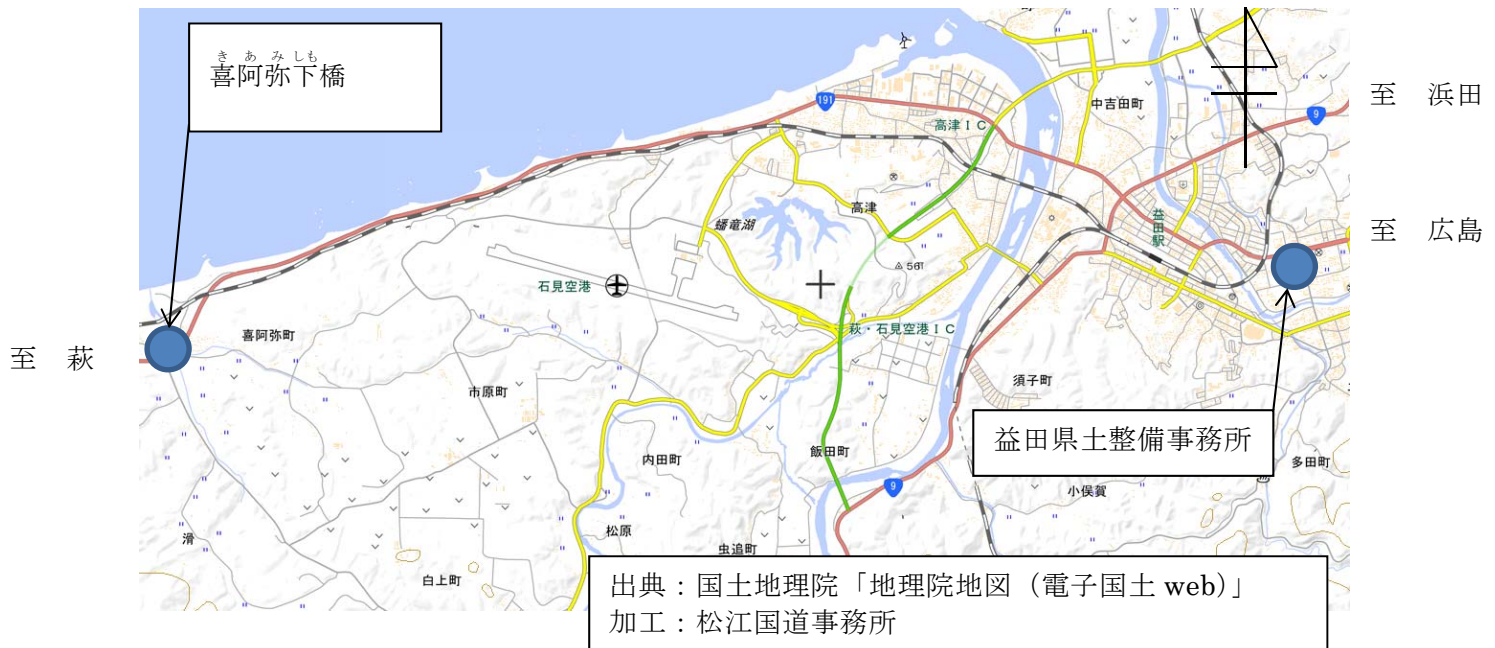 きあみしも
喜阿弥下橋
191
中吉田町
至 浜田
高津IC
9
高津
蟠竜湖
益田駅
至 広島
56
石見空港
萩・石見空港IC
喜阿弥町
至 萩
市原町
須子町
益田県土整備事務所
内田町
飯田町
多田町
9
小俣賀
松原
滑
虫追町
白上町
出典:国土地理院「地理院地図(電子国土web)」
加工:松江国道事務所